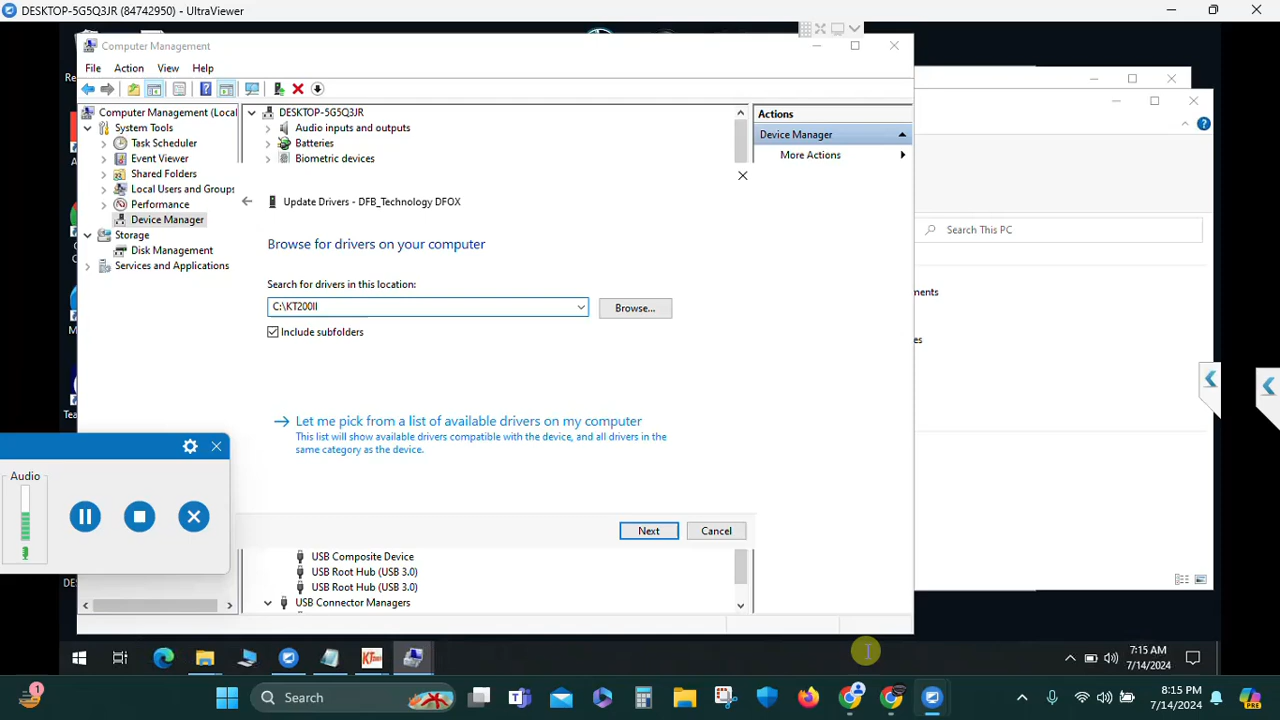 DESKTOP-5G5Q3JR (84742950) - UltraViewer
Computer Management
File Action View Help
Computer Management (Local
System Tools
Task Scheduler
Event Viewer
Shared Folders
Local Users and Groups
Performance
Device Manager
Storage
Disk Management
Services and Applications
DESKTOP-5G5Q3JR
Audio inputs and outputs
Batteries
Biometric devices
Actions
Device Manager
More Actions
Search This PC
Update Drivers - DFB_Technology DFOX
Browse for drivers on your computer
Search for drivers in this location:
C:\KT200II
Browse...
Include subfolders
Let me pick from a list of available drivers on my computer
This list will show available drivers compatible with the device, and all drivers in the
same category as the device.
Next
Cancel
Audio
USB Composite Device
USB Root Hub (USB 3.0)
USB Root Hub (USB 3.0)
USB Connector Managers
7:15 AM
7/14/2024
1
Search
8:15 PM
7/14/2024